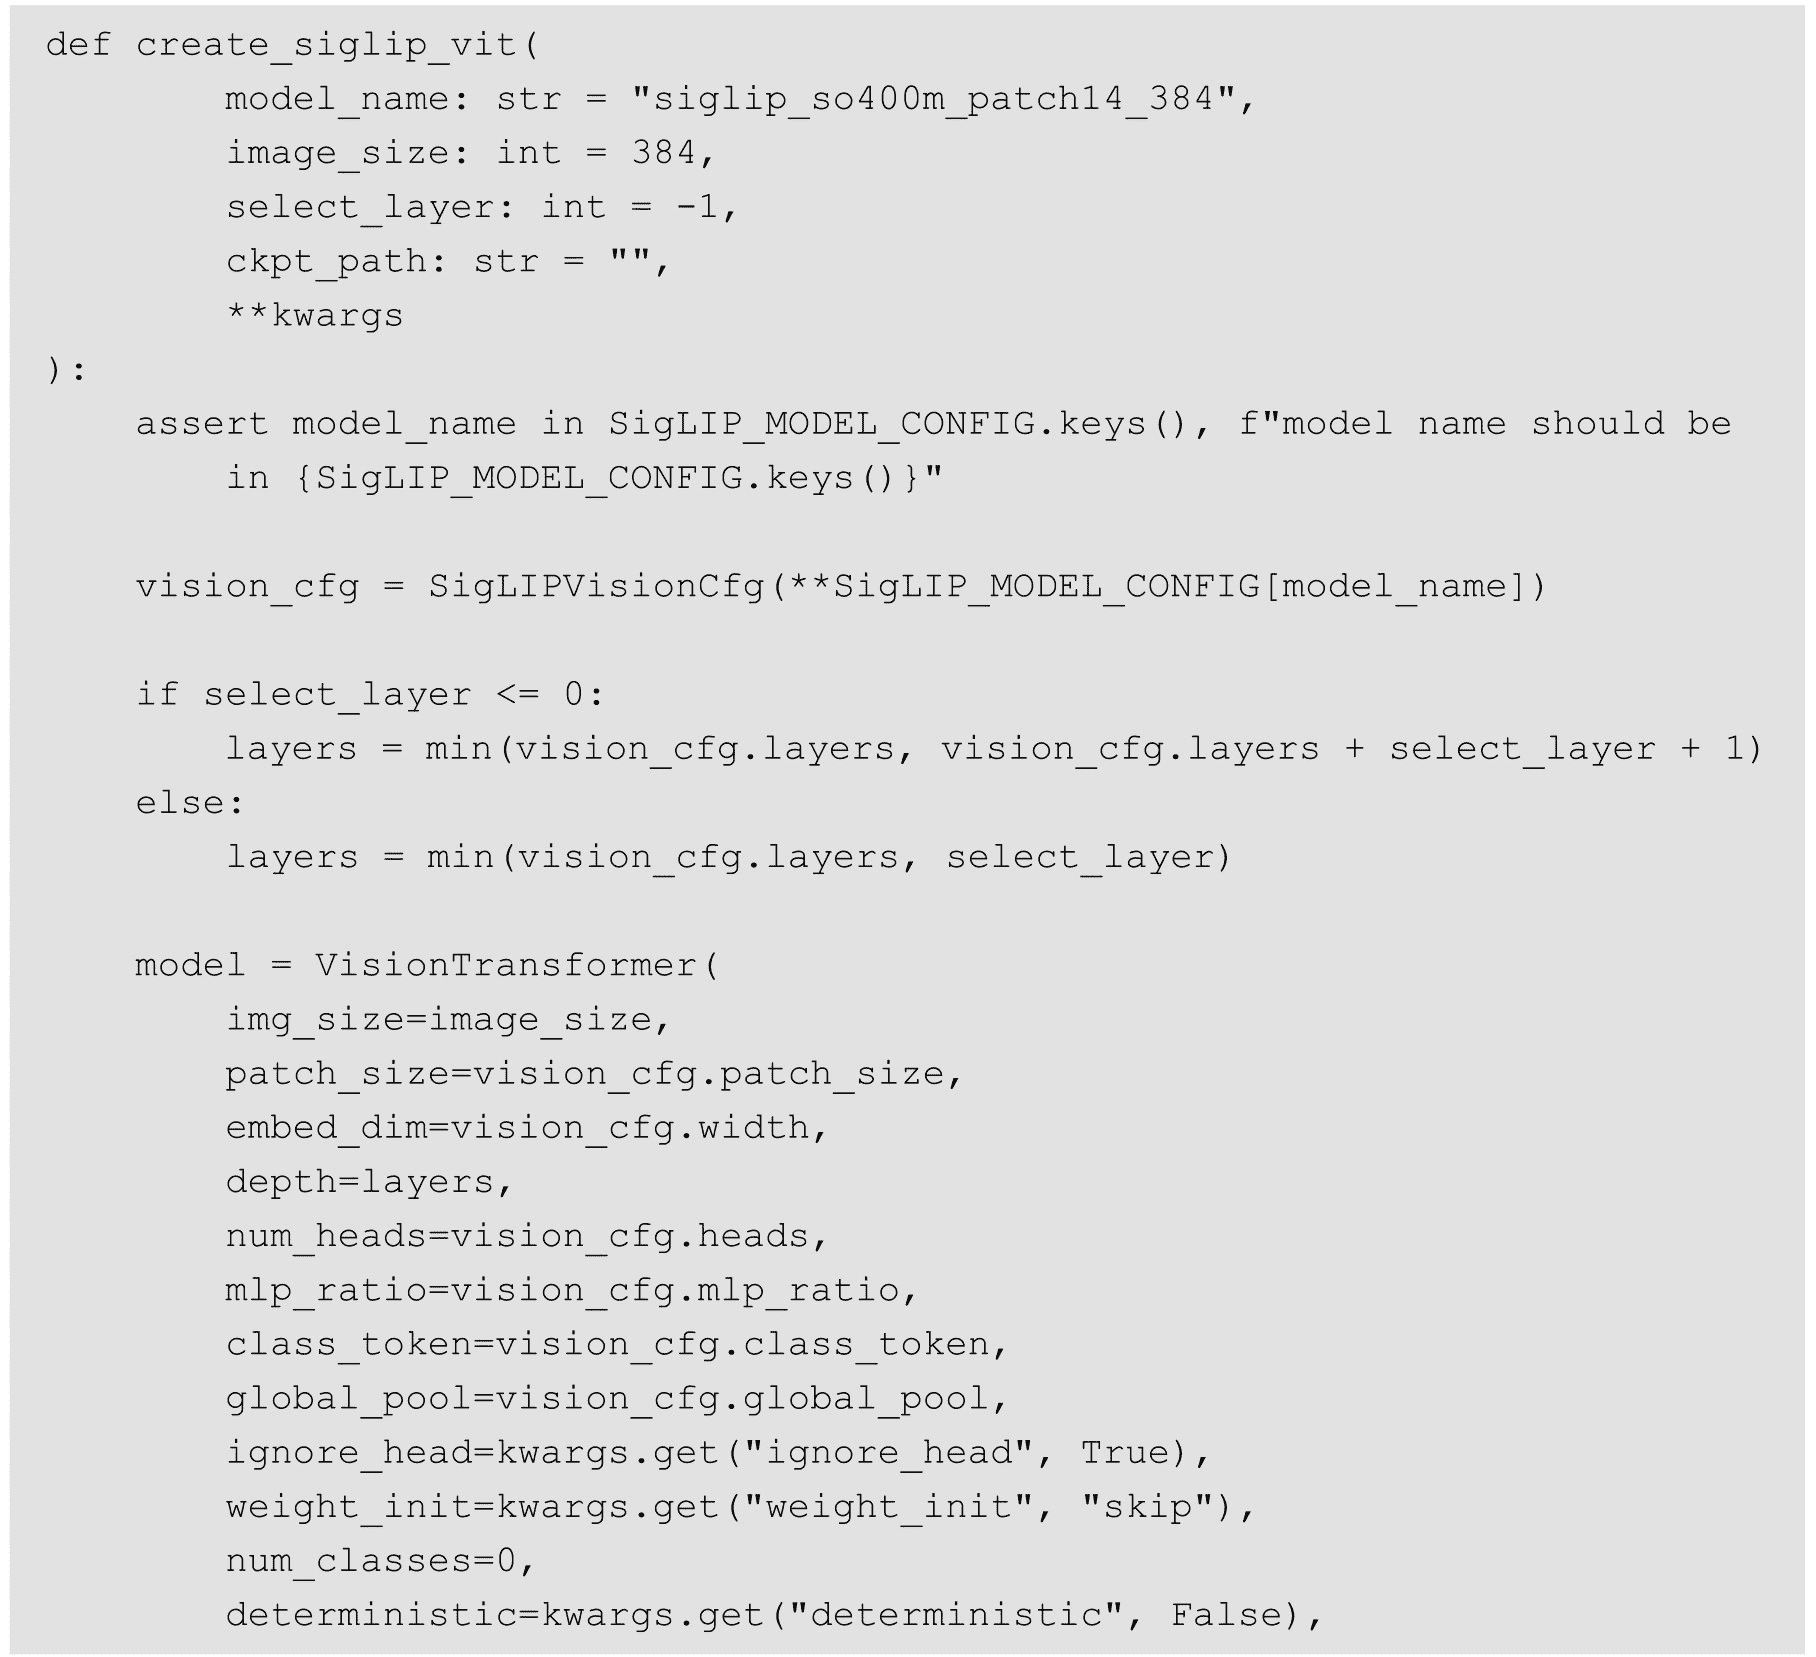 def create_siglip_vit(
        model_name: str = "siglip_so400m_patch14_384",
        image_size: int = 384,
        select_layer: int = -1,
        ckpt_path: str = "",
        **kwargs
):
    assert model_name in SigLIP_MODEL_CONFIG.keys(), f"model name should be
        in {SigLIP_MODEL_CONFIG.keys()}"

    vision_cfg = SigLIPVisionCfg(**SigLIP_MODEL_CONFIG[model_name])

    if select_layer <= 0:
        layers = min(vision_cfg.layers, vision_cfg.layers + select_layer + 1)
    else:
        layers = min(vision_cfg.layers, select_layer)

    model = VisionTransformer(
        img_size=image_size,
        patch_size=vision_cfg.patch_size,
        embed_dim=vision_cfg.width,
        depth=layers,
        num_heads=vision_cfg.heads,
        mlp_ratio=vision_cfg.mlp_ratio,
        class_token=vision_cfg.class_token,
        global_pool=vision_cfg.global_pool,
        ignore_head=kwargs.get("ignore_head", True),
        weight_init=kwargs.get("weight_init", "skip"),
        num_classes=0,
        deterministic=kwargs.get("deterministic", False),